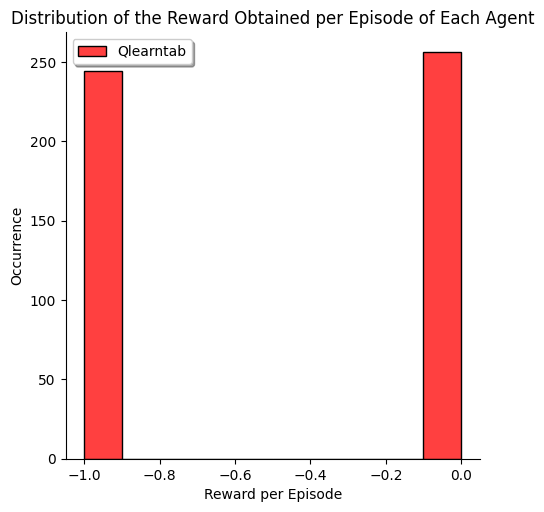 Distribution of the Reward Obtained per Episode of Each Agent
Qlearntab
Occurrence
250
200
150
100
50
0
−1.0 −0.8 −0.6 −0.4 −0.2 0.0
Reward per Episode